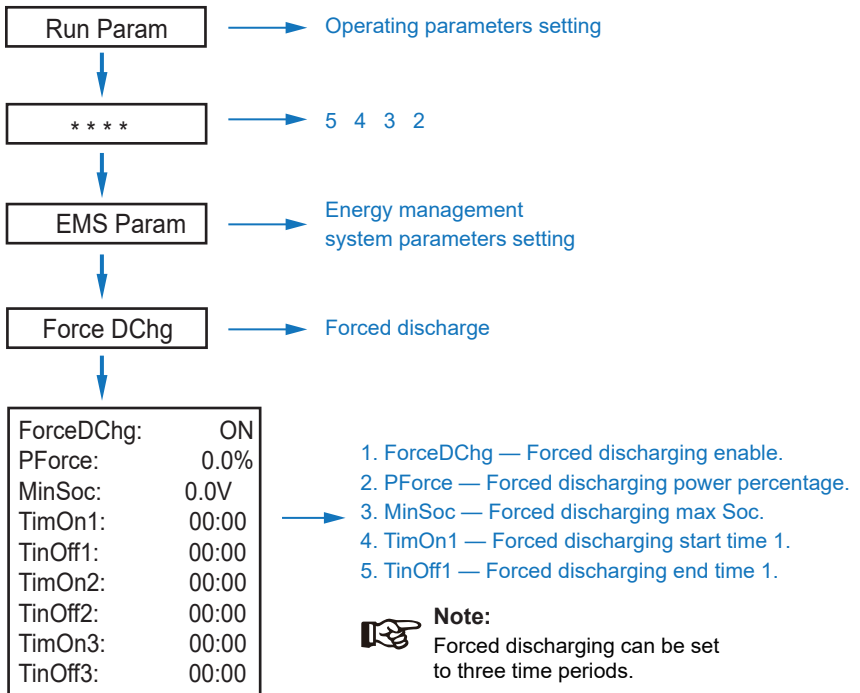 Run Param
Operating parameters setting
* * * *
5 4 3 2
EMS Param
Energy management
system parameters setting
Force DChg
Forced discharge
ForceDChg: ON
PForce: 0.0%
MinSoc: 0.0V
TimOn1: 00:00
TinOff1: 00:00
TimOn2: 00:00
TinOff2: 00:00
TimOn3: 00:00
TinOff3: 00:00
1. ForceDChg — Forced discharging enable.
2. PForce — Forced discharging power percentage.
3. MinSoc — Forced discharging max Soc.
4. TimOn1 — Forced discharging start time 1.
5. TinOff1 — Forced discharging end time 1.
Note:
Forced discharging can be set
to three time periods.